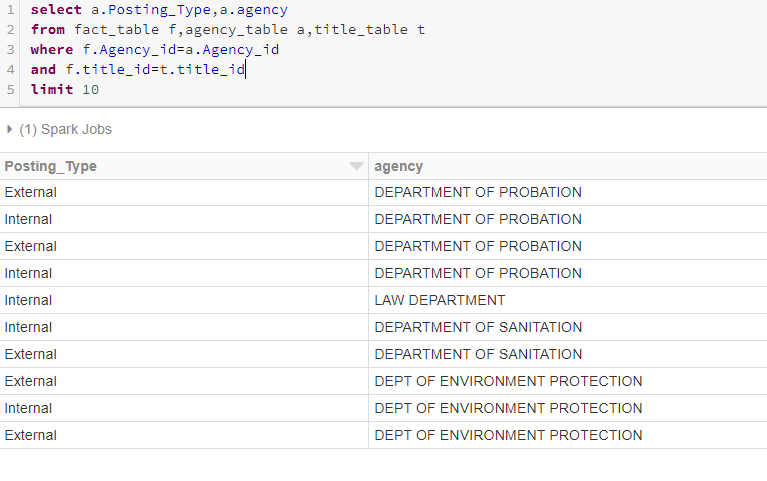 1 select a.Posting_Type,a.agency
2 from fact_table f,agency_table a,title_table t
3 where f.Agency_id=a.Agency_id
4 and f.title_id=t.title_id
5 limit 10
(1) Spark Jobs
Posting_Type agency
External DEPARTMENT OF PROBATION
Internal DEPARTMENT OF PROBATION
External DEPARTMENT OF PROBATION
Internal DEPARTMENT OF PROBATION
Internal LAW DEPARTMENT
Internal DEPARTMENT OF SANITATION
External DEPARTMENT OF SANITATION
External DEPT OF ENVIRONMENT PROTECTION
Internal DEPT OF ENVIRONMENT PROTECTION
External DEPT OF ENVIRONMENT PROTECTION